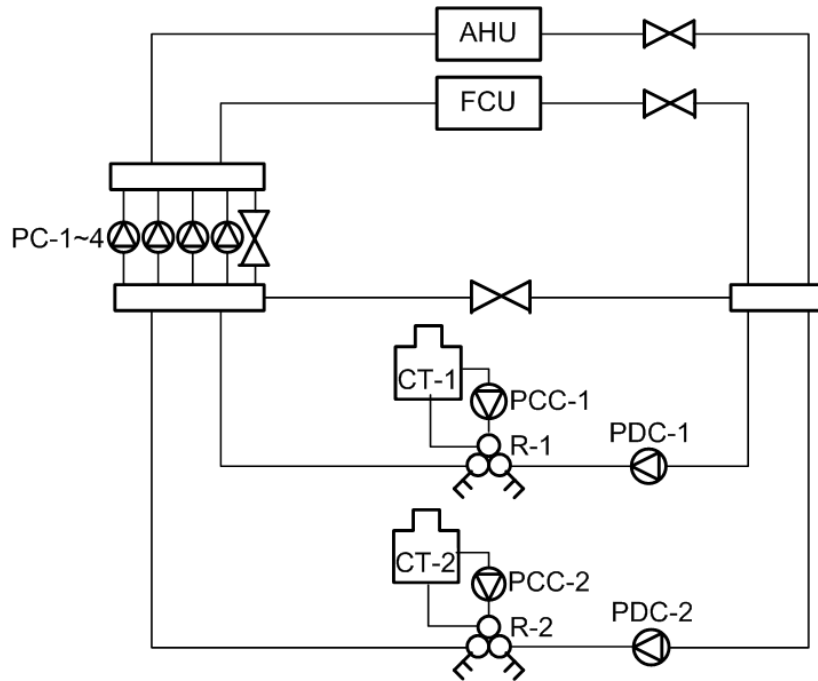 AHU
FCU
PC-1~4
CT-1
PCC-1
R-1
PDC-1
CT-2
PCC-2
R-2
PDC-2